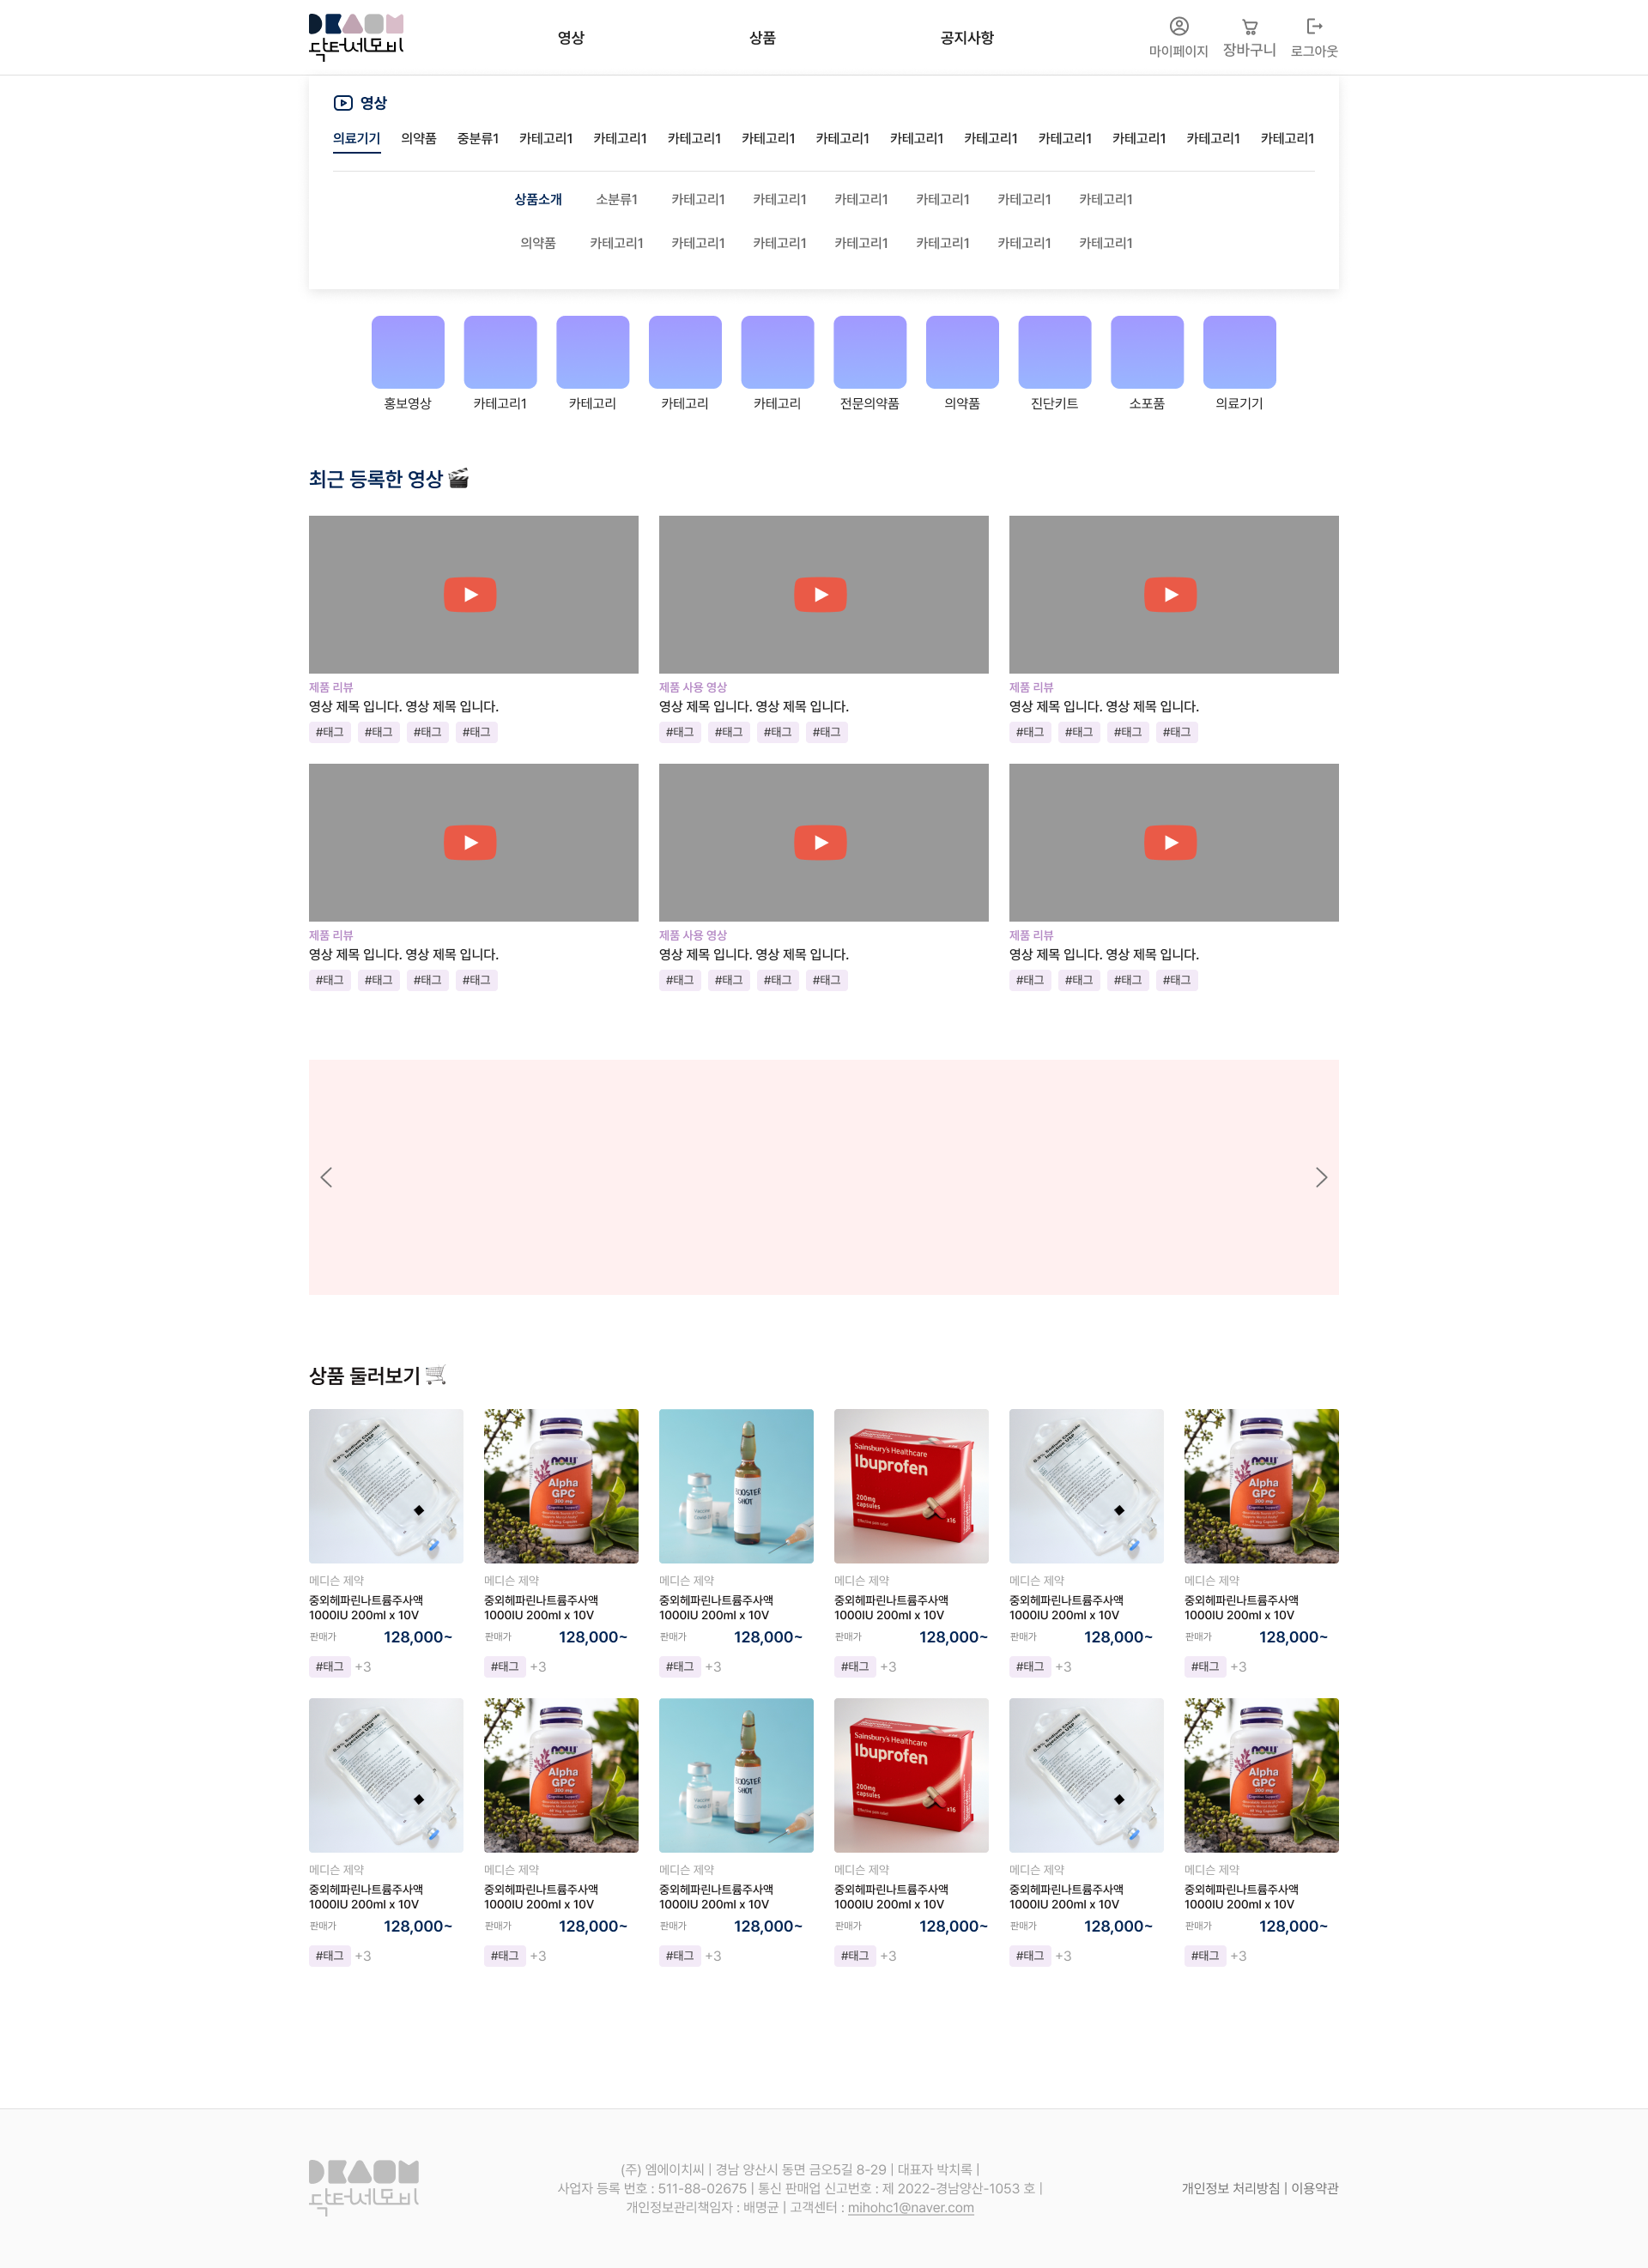 닥터세모비
영상 상품 공지사항 마이페이지 장바구니 로그아웃
영상
의료기기 의약품 중분류1 카테고리1 카테고리1 카테고리1 카테고리1 카테고리1 카테고리1 카테고리1 카테고리1 카테고리1 카테고리1 카테고리1
상품소개 소분류1 카테고리1 카테고리1 카테고리1 카테고리1 카테고리1 카테고리1
의약품 카테고리1 카테고리1 카테고리1 카테고리1 카테고리1 카테고리1 카테고리1
홍보영상 카테고리1 카테고리 카테고리 카테고리 전문의약품 의약품 진단키트 소포품 의료기기
최근 등록한 영상
제품 리뷰 제품 사용 영상 제품 리뷰
영상 제목 입니다. 영상 제목 입니다. 영상 제목 입니다. 영상 제목 입니다. 영상 제목 입니다. 영상 제목 입니다.
#태그 #태그 #태그 #태그 #태그 #태그 #태그 #태그 #태그 #태그 #태그 #태그
제품 리뷰 제품 사용 영상 제품 리뷰
영상 제목 입니다. 영상 제목 입니다. 영상 제목 입니다. 영상 제목 입니다. 영상 제목 입니다. 영상 제목 입니다.
#태그 #태그 #태그 #태그 #태그 #태그 #태그 #태그 #태그 #태그 #태그 #태그
상품 둘러보기
메디슨 제약 메디슨 제약 메디슨 제약 메디슨 제약 메디슨 제약 메디슨 제약
중외헤파린나트륨주사액 중외헤파린나트륨주사액 중외헤파린나트륨주사액 중외헤파린나트륨주사액 중외헤파린나트륨주사액 중외헤파린나트륨주사액
1000IU 200ml x 10V 1000IU 200ml x 10V 1000IU 200ml x 10V 1000IU 200ml x 10V 1000IU 200ml x 10V 1000IU 200ml x 10V
판매가 128,000~ 판매가 128,000~ 판매가 128,000~ 판매가 128,000~ 판매가 128,000~ 판매가 128,000~
#태그 +3 #태그 +3 #태그 +3 #태그 +3 #태그 +3 #태그 +3
메디슨 제약 메디슨 제약 메디슨 제약 메디슨 제약 메디슨 제약 메디슨 제약
중외헤파린나트륨주사액 중외헤파린나트륨주사액 중외헤파린나트륨주사액 중외헤파린나트륨주사액 중외헤파린나트륨주사액 중외헤파린나트륨주사액
1000IU 200ml x 10V 1000IU 200ml x 10V 1000IU 200ml x 10V 1000IU 200ml x 10V 1000IU 200ml x 10V 1000IU 200ml x 10V
판매가 128,000~ 판매가 128,000~ 판매가 128,000~ 판매가 128,000~ 판매가 128,000~ 판매가 128,000~
#태그 +3 #태그 +3 #태그 +3 #태그 +3 #태그 +3 #태그 +3
닥터세모비
(주) 엠에이치씨 | 경남 양산시 동면 금오5길 8-29 | 대표자 박치록 |
사업자 등록 번호 : 511-88-02675 | 통신 판매업 신고번호 : 제 2022-경남양산-1053 호 |
개인정보관리책임자 : 배명균 | 고객센터 : mihohc1@naver.com
개인정보 처리방침 | 이용약관